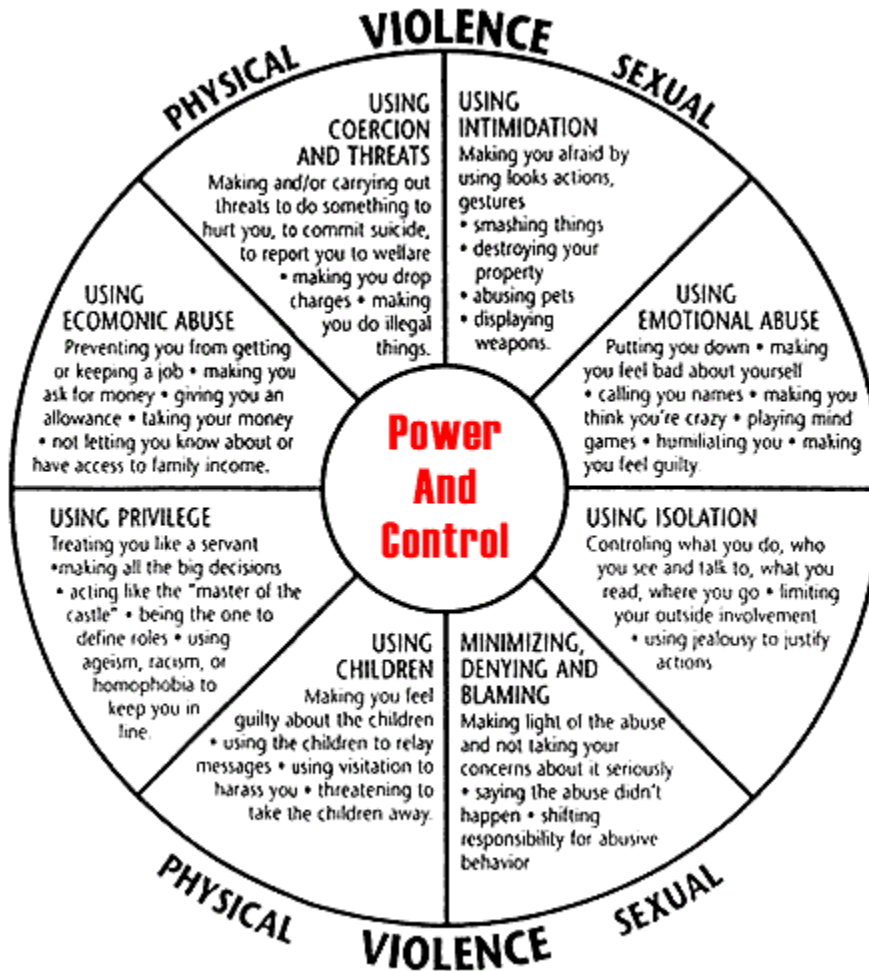 PHYSICAL VIOLENCE SEXUAL
USING
COERCION
AND THREATS
Making and/or carrying out
threats to do something to
hurt you, to commit suicide,
to report you to welfare
• making you drop
charges • making
you do illegal
things.
USING
INTIMIDATION
Making you afraid by
using looks actions,
gestures
• smashing things
• destroying your
property
• abusing pets
• displaying
weapons.
USING
ECOMONIC ABUSE
Preventing you from getting
or keeping a job • making you
ask for money • giving you an
allowance • taking your money
• not letting you know about or
have access to family income.
USING
EMOTIONAL ABUSE
Putting you down • making
you feel bad about yourself
• calling you names • making you
think you're crazy • playing mind
games • humiliating you • making
you feel guilty.
Power
And
Control
USING PRIVILEGE
Treating you like a servant
•making all the big decisions
• acting like the "master of the
castle" • being the one to
define roles • using
ageism, racism, or
homophobia to
keep you in
line.
USING ISOLATION
Controling what you do, who
you see and talk to, what you
read, where you go • limiting
your outside involvement
• using jealousy to justify
actions
USING
CHILDREN
Making you feel
guilty about the children
• using the children to relay
messages • using visitation to
harass you • threatening to
take the children away.
MINIMIZING,
DENYING AND
BLAMING
Making light of the abuse
and not taking your
concerns about it seriously
• saying the abuse didn't
happen • shifting
responsibility for abusive
behavior
PHYSICAL VIOLENCE SEXUAL